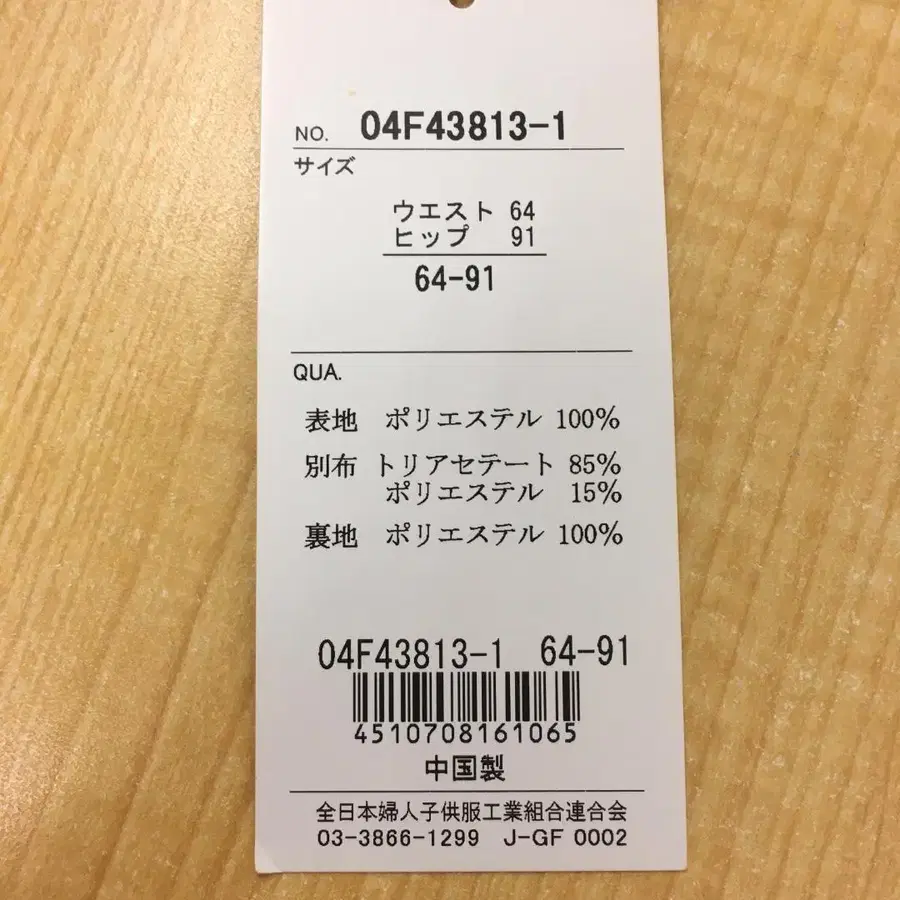 NO. 04F43813-1
サイズ
ウエスト 64
ヒップ 91
64-91
QUA.
表地 ポリエステル 100%
別布 トリアセテート 85%
ポリエステル 15%
裏地 ポリエステル 100%
04F43813-1 64-91
4510708161065
中国製
全日本婦人子供服工業組合連合会
03-3866-1299 J-GF 0002